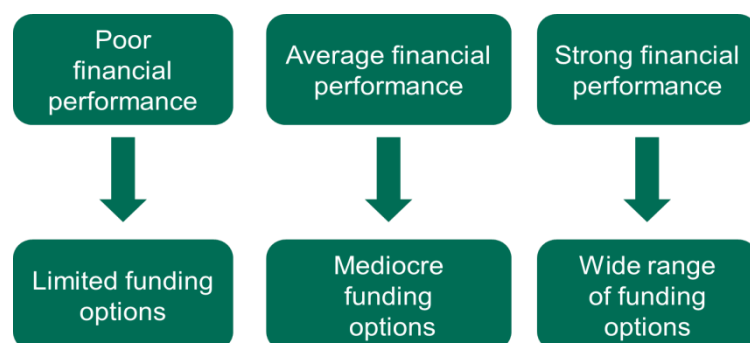 Poor
financial
performance
Average financial
performance
Strong financial
performance
Limited funding
options
Mediocre
funding
options
Wide range
of funding
options